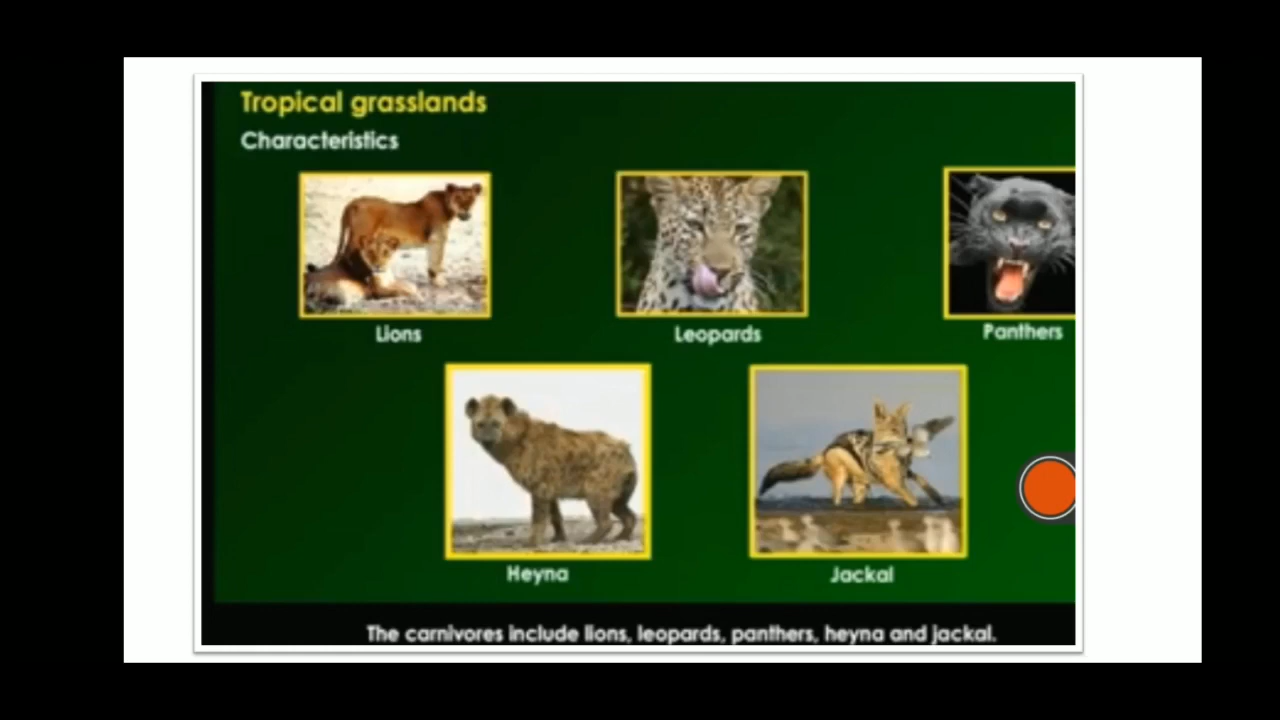 Tropical grasslands
Characteristics
Lions
Leopards
Panthers
Heyna
Jackal
The carnivores include lions, leopards, panthers, heyna and jackal.